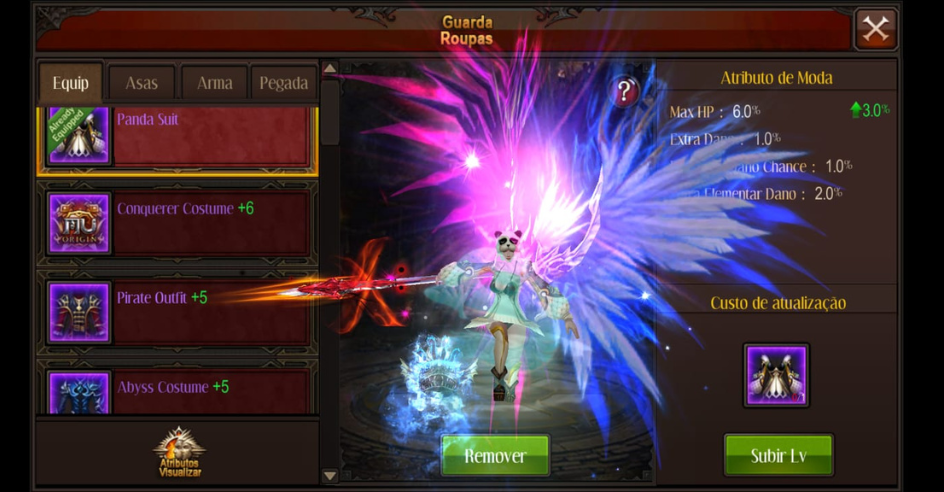 Guarda
Roupas
Equip
Asas
Arma
Pegada
Already
Equipped
Panda Suit
MU
ORIGIN
Conquerer Costume +6
Pirate Outfit +5
Abyss Costume +5
Atributos
Visualizar
?
Remover
Atributo de Moda
Max HP : 6.0%
3.0%
Extra Dano : 1.0%
Dano Chance : 1.0%
Elementar Dano : 2.0%
Custo de atualização
Subir Lv